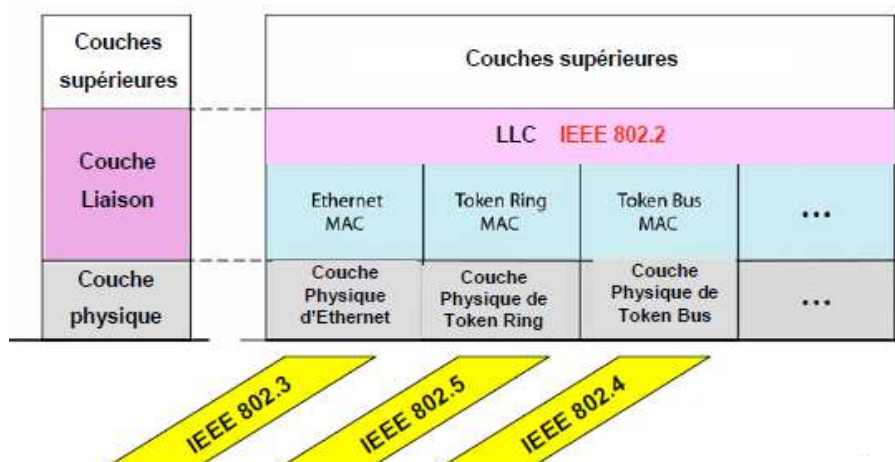 Couches
supérieures
Couche
Liaison
Couche
physique
Couches supérieures
LLC IEEE 802.2
Ethernet
MAC
Token Ring
MAC
Token Bus
MAC
...
Couche
Physique
d'Ethernet
Couche
Physique de
Token Ring
Couche
Physique de
Token Bus
...
IEEE 802.3
IEEE 802.5
IEEE 802.4